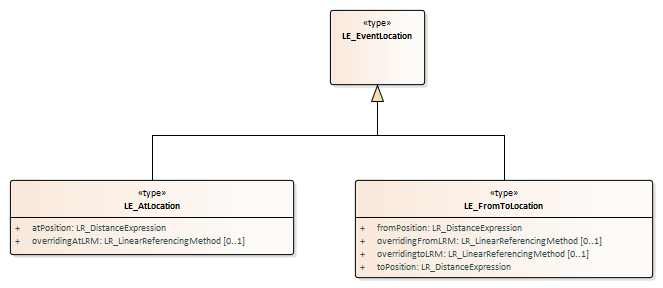 «type»
LE_EventLocation
«type»
LE_AtLocation
+ atPosition: LR_DistanceExpression
+ overridingAtLRM: LR_LinearReferencingMethod [0..1]
«type»
LE_FromToLocation
+ fromPosition: LR_DistanceExpression
+ overridingFromLRM: LR_LinearReferencingMethod [0..1]
+ overridingtoLRM: LR_LinearReferencingMethod [0..1]
+ toPosition: LR_DistanceExpression